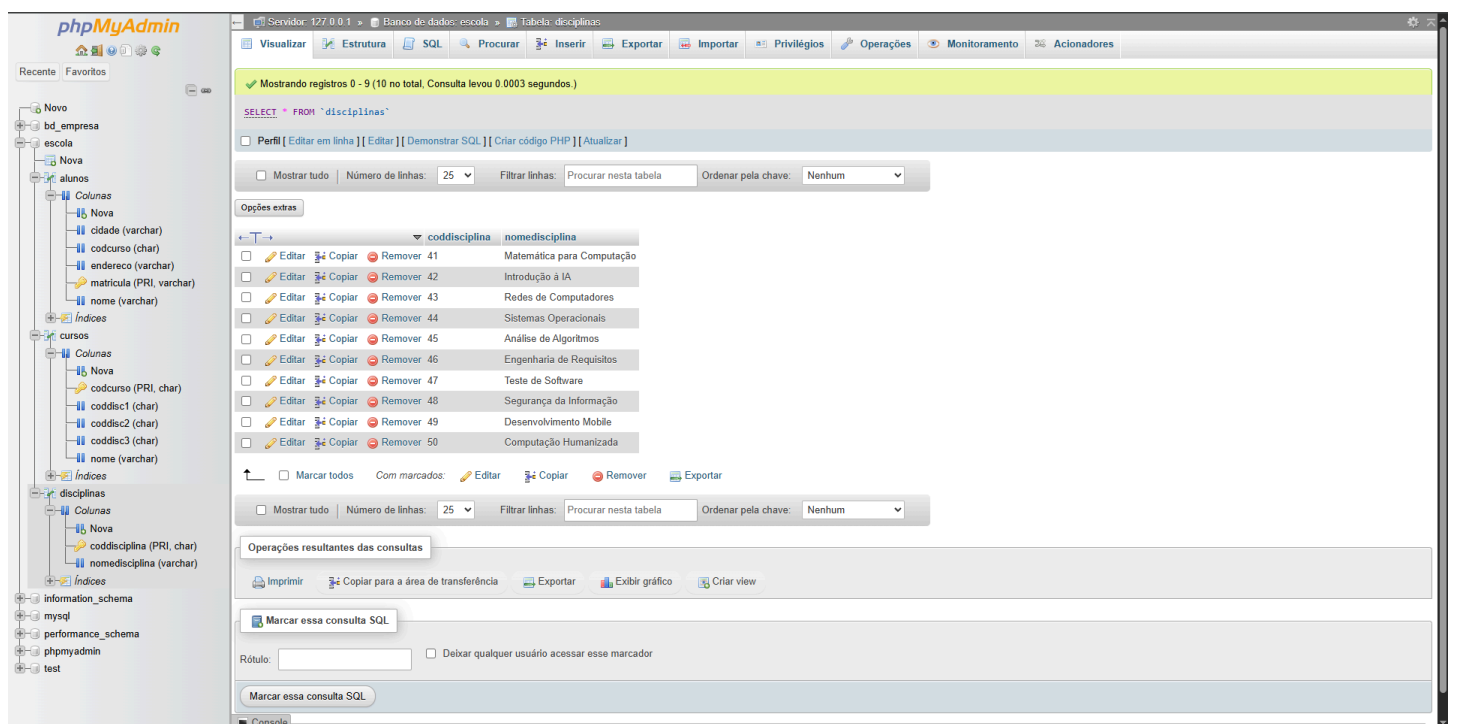 phpMyAdmin
Recente Favoritos
Novo
bd_empresa
escola
Nova
alunos
Colunas
Nova
cidade (varchar)
codcurso (char)
endereco (varchar)
matricula (PRI, varchar)
nome (varchar)
Índices
cursos
Colunas
Nova
codcurso (PRI, char)
coddisc1 (char)
coddisc2 (char)
coddisc3 (char)
nome (varchar)
Índices
disciplinas
Colunas
Nova
coddisciplina (PRI, char)
nomedisciplina (varchar)
Índices
information_schema
mysql
performance_schema
phpmyadmin
test
Servidor: 127.0.0.1 » Banco de dados: escola » Tabela: disciplinas
Visualizar Estrutura SQL Procurar Inserir Exportar Importar Privilégios Operações Monitoramento Acionadores
Mostrando registros 0 - 9 (10 no total, Consulta levou 0.0003 segundos.)
SELECT * FROM `disciplinas`
Perfil [ Editar em linha ] [ Editar ] [ Demonstrar SQL ] [ Criar código PHP ] [ Atualizar ]
Mostrar tudo | Número de linhas: 25 Filtrar linhas: Procurar nesta tabela Ordenar pela chave: Nenhum
Opções extras
←T→ coddisciplina nomedisciplina
Editar Copiar Remover 41 Matemática para Computação
Editar Copiar Remover 42 Introdução à IA
Editar Copiar Remover 43 Redes de Computadores
Editar Copiar Remover 44 Sistemas Operacionais
Editar Copiar Remover 45 Análise de Algoritmos
Editar Copiar Remover 46 Engenharia de Requisitos
Editar Copiar Remover 47 Teste de Software
Editar Copiar Remover 48 Segurança da Informação
Editar Copiar Remover 49 Desenvolvimento Mobile
Editar Copiar Remover 50 Computação Humanizada
Marcar todos Com marcados: Editar Copiar Remover Exportar
Mostrar tudo | Número de linhas: 25 Filtrar linhas: Procurar nesta tabela Ordenar pela chave: Nenhum
Operações resultantes das consultas
Imprimir Copiar para a área de transferência Exportar Exibir gráfico Criar view
Marcar essa consulta SQL
Rótulo: Deixar qualquer usuário acessar esse marcador
Marcar essa consulta SQL
Console